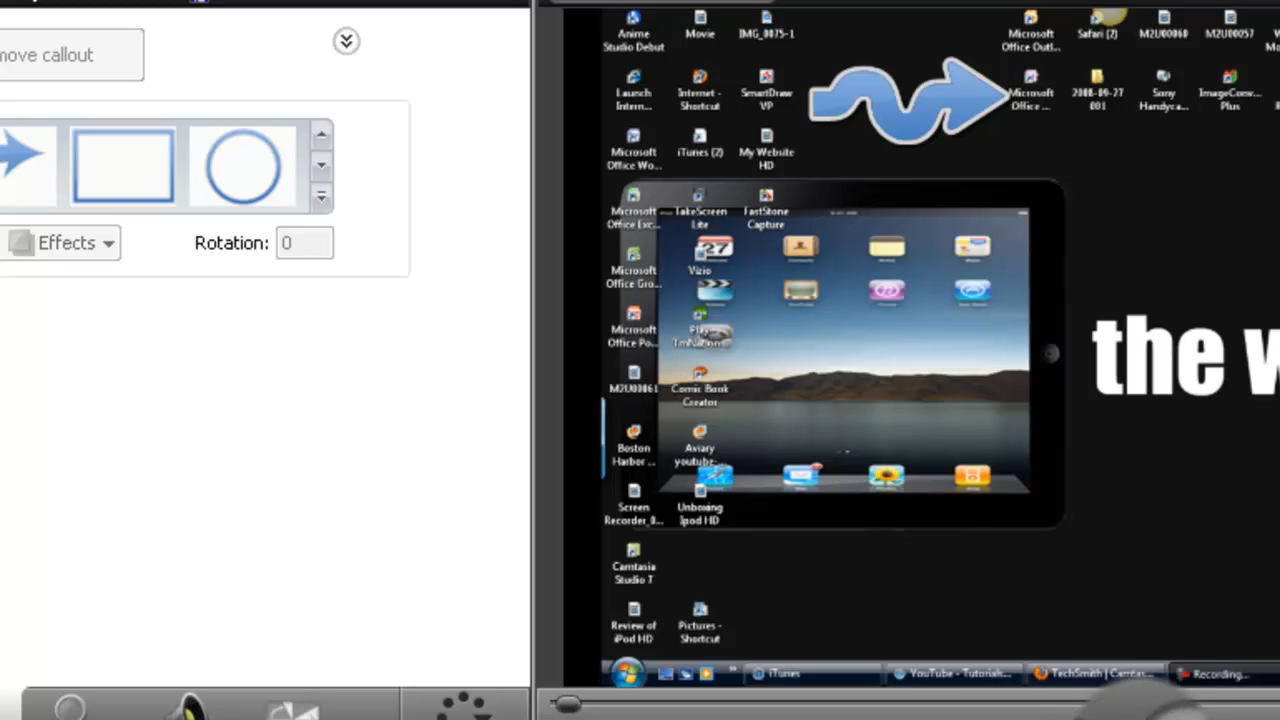 move callout
Effects
Rotation: 0
Anime
Studio Debut
Movie
IMG_0075-1
Microsoft
Office Outl...
Safari (2)
M2U00060
M2U00057
Launch
Intern...
Internet -
Shortcut
SmartDraw
VP
Microsoft
Office ...
2008-09-27
001
Sony
Handyca...
ImageConv...
Plus
Microsoft
Office Wo...
iTunes (2)
My Website
HD
Microsoft
Office Exc...
TakeScreen
Lite
FastStone
Capture
27
Microsoft
Office Gro...
Vizio
Microsoft
Office Po...
Play
TmNation...
the w
M2U00061
Comic Book
Creator
Boston
Harbor ...
Aviary
youtube-...
Screen
Recorder_0...
Unboxing
Ipod HD
Camtasia
Studio 7
Review of
iPod HD
Pictures -
Shortcut
iTunes
YouTube - Tutorials...
TechSmith | Camtas...
Recording...